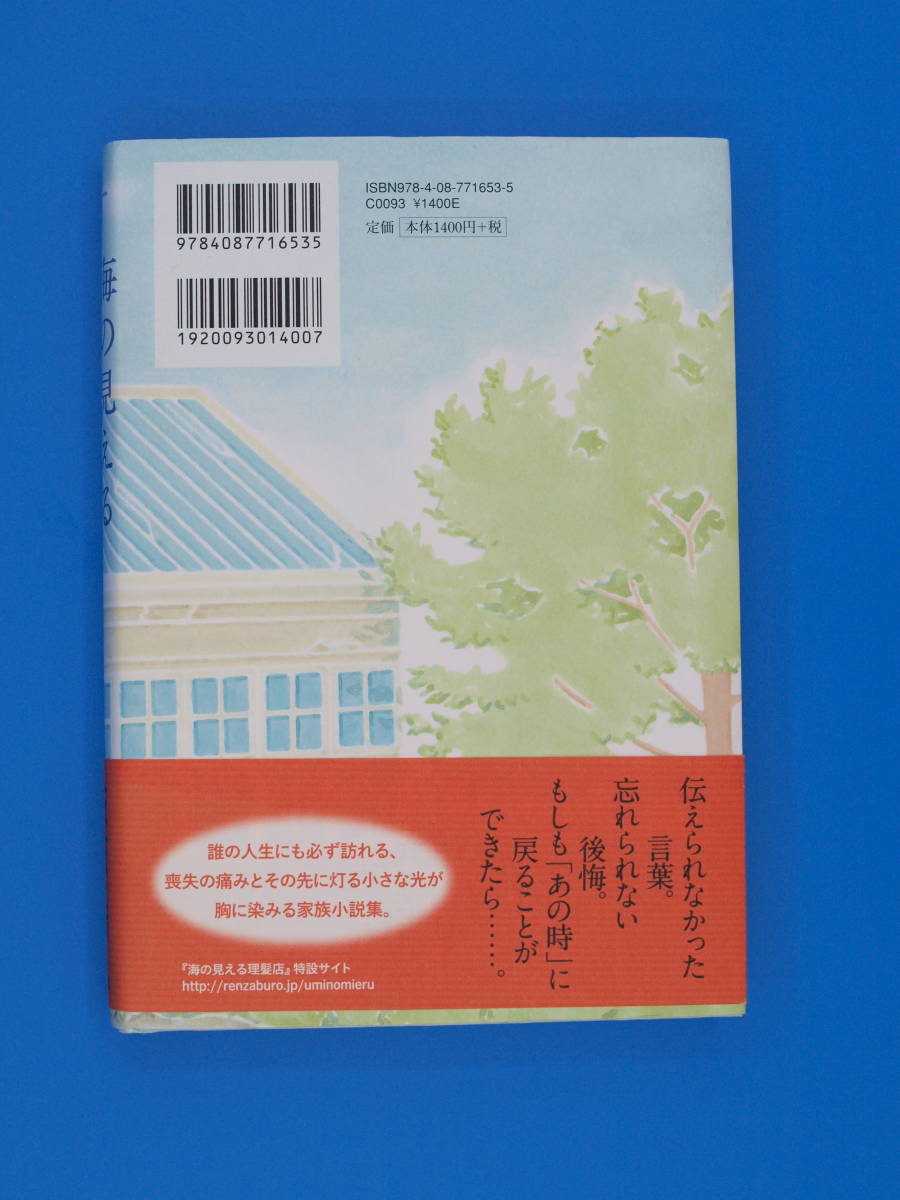 9784087716535
1920093014007
ISBN978-4-08-771653-5
C0093 ¥1400E
定価 本体1400円+税
海の見える
伝えられなかった
言葉。
忘れられない
後悔。
もしも「あの時」に
戻ることが
できたら……。
誰の人生にも必ず訪れる、
喪失の痛みとその先に灯る小さな光が
胸に染みる家族小説集。
『海の見える理髪店』特設サイト
http://renzaburo.jp/uminomieru